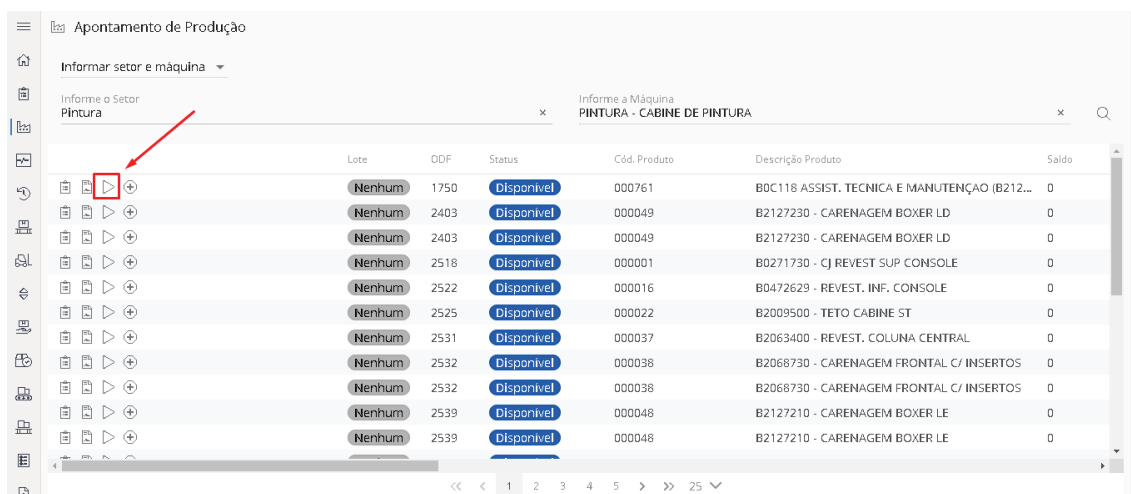 Apontamento de Produção
Informar setor e máquina
Informe o Setor
Pintura
Informe a Máquina
PINTURA - CABINE DE PINTURA
Lote ODF Status Cód. Produto Descrição Produto Saldo
Nenhum 1750 Disponível 000761 B0C118 ASSIST. TECNICA E MANUTENÇAO (B212... 0
Nenhum 2403 Disponível 000049 B2127230 - CARENAGEM BOXER LD 0
Nenhum 2403 Disponível 000049 B2127230 - CARENAGEM BOXER LD 0
Nenhum 2518 Disponível 000001 B0271730 - CJ REVEST SUP CONSOLE 0
Nenhum 2522 Disponível 000016 B0472629 - REVEST. INF. CONSOLE 0
Nenhum 2525 Disponível 000022 B2009500 - TETO CABINE ST 0
Nenhum 2531 Disponível 000037 B2063400 - REVEST. COLUNA CENTRAL 0
Nenhum 2532 Disponível 000038 B2068730 - CARENAGEM FRONTAL C/ INSERTOS 0
Nenhum 2532 Disponível 000038 B2068730 - CARENAGEM FRONTAL C/ INSERTOS 0
Nenhum 2539 Disponível 000048 B2127210 - CARENAGEM BOXER LE 0
Nenhum 2539 Disponível 000048 B2127210 - CARENAGEM BOXER LE 0
1 2 3 4 5 25